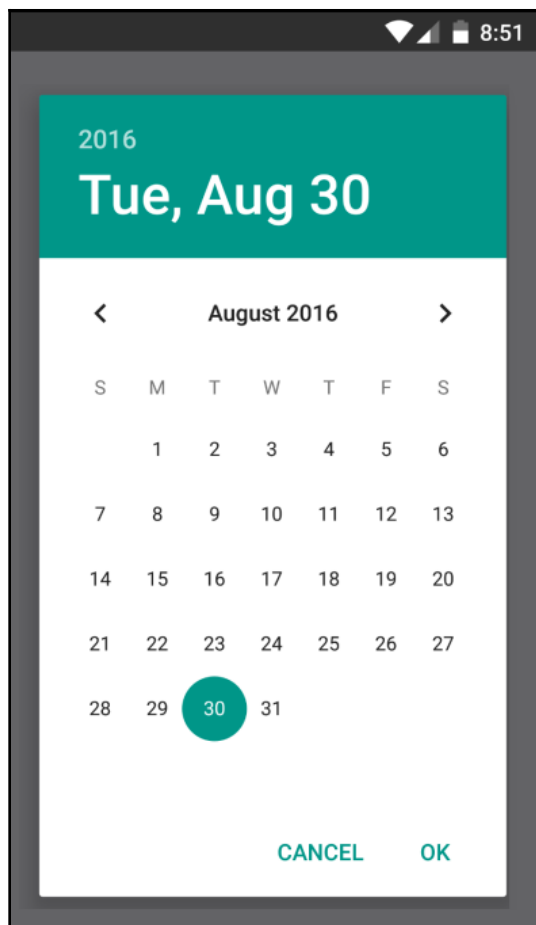 8:51
2016
Tue, Aug 30
August 2016
S M T W T F S
1 2 3 4 5 6
7 8 9 10 11 12 13
14 15 16 17 18 19 20
21 22 23 24 25 26 27
28 29 30 31
CANCEL OK